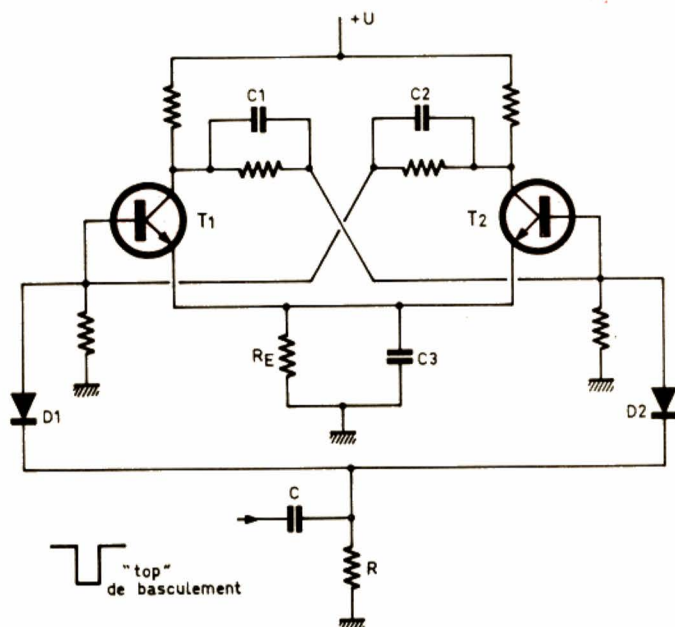 +U
C1
C2
T1
T2
RE
C3
D1
D2
C
R
"top"
de basculement